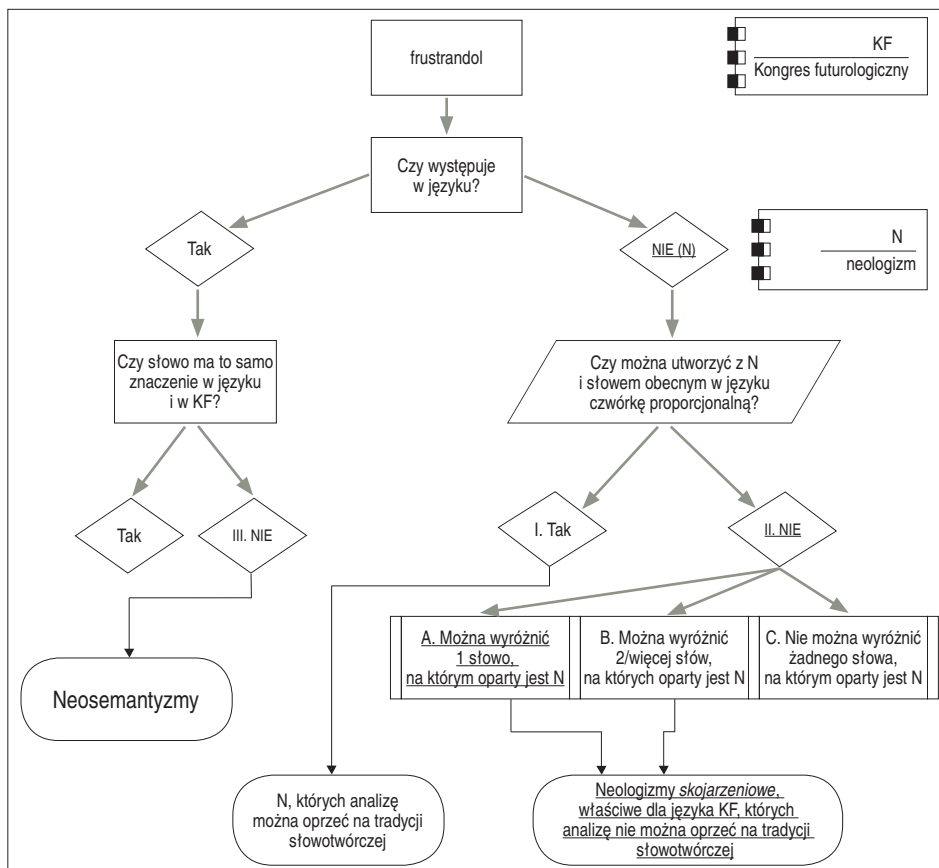 frustrandol
KF
Kongres futurologiczny
Czy występuje
w języku?
Tak
NIE (N)
N
neologizm
Czy słowo ma to samo
znaczenie w języku
i w KF?
Czy można utworzyć z N
i słowem obecnym w języku
czwórkę proporcjonalną?
Tak
III. NIE
I. Tak
II. NIE
A. Można wyróżnić
1 słowo,
na którym oparty jest N
B. Można wyróżnić
2/więcej słów,
na których oparty jest N
C. Nie można wyróżnić
żadnego słowa,
na którym oparty jest N
Neosemantyzmy
N, których analizę
można oprzeć na tradycji
słowotwórczej
Neologizmy skojarzeniowe,
właściwe dla języka KF, których
analizę nie można oprzeć na tradycji
słowotwórczej